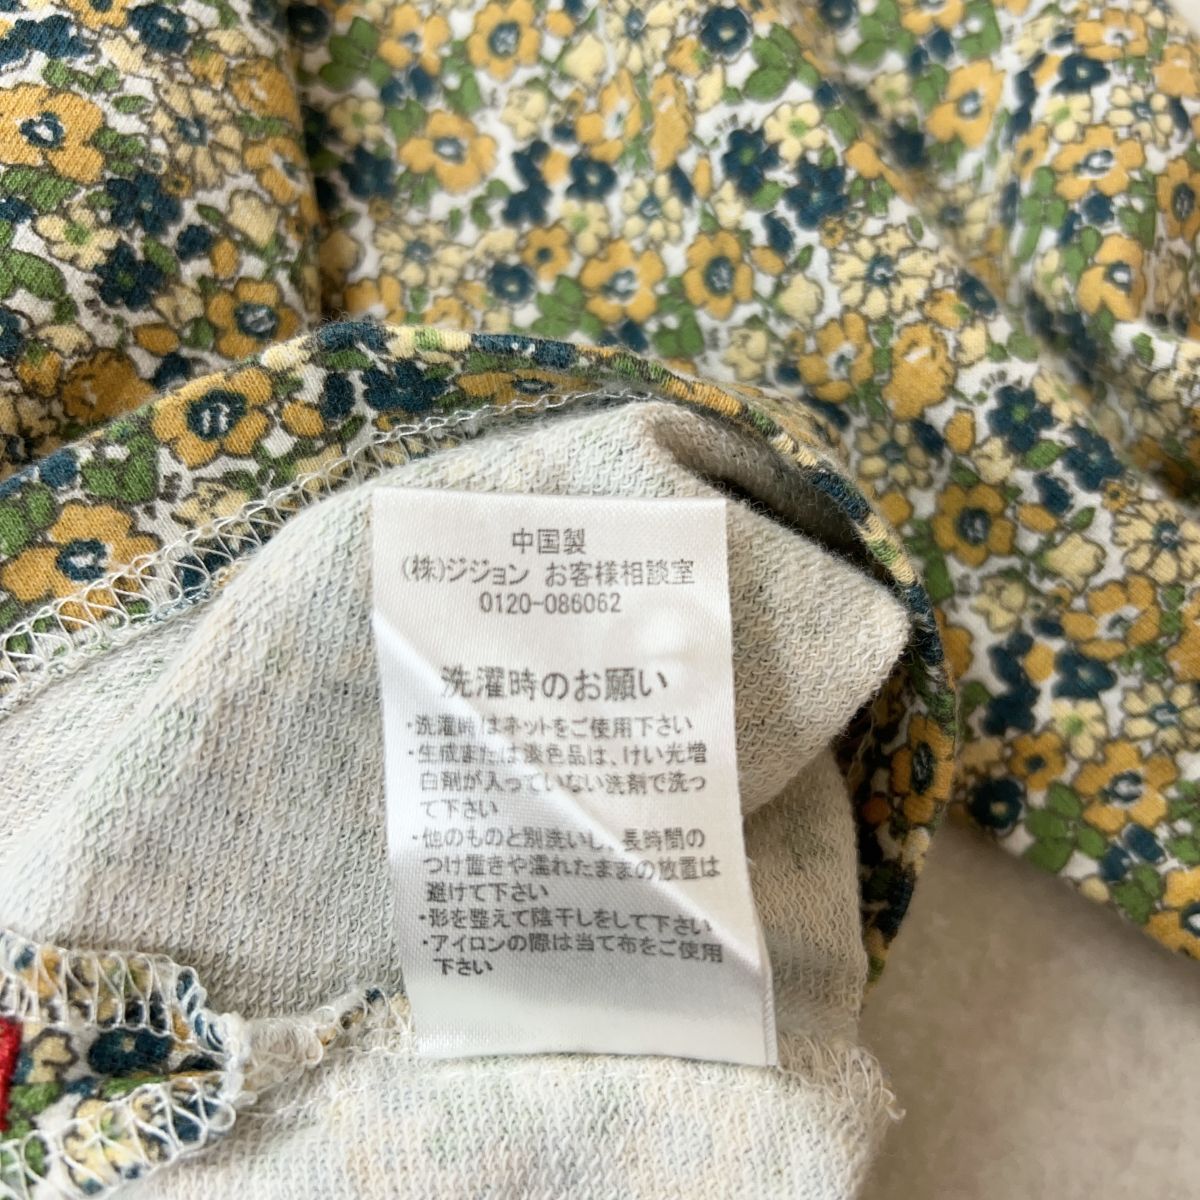 中国製
(株)ジジョン お客様相談室
0120-086062
洗濯時のお願い
・洗濯時はネットをご使用下さい
・生成または淡色品は、けい光増
白剤が入っていない洗剤で洗っ
て下さい
・他のものと別洗いし、長時間の
つけ置きや濡れたままの放置は
避けて下さい
・形を整えて陰干しをして下さい
・アイロンの際は当て布をご使用
下さい